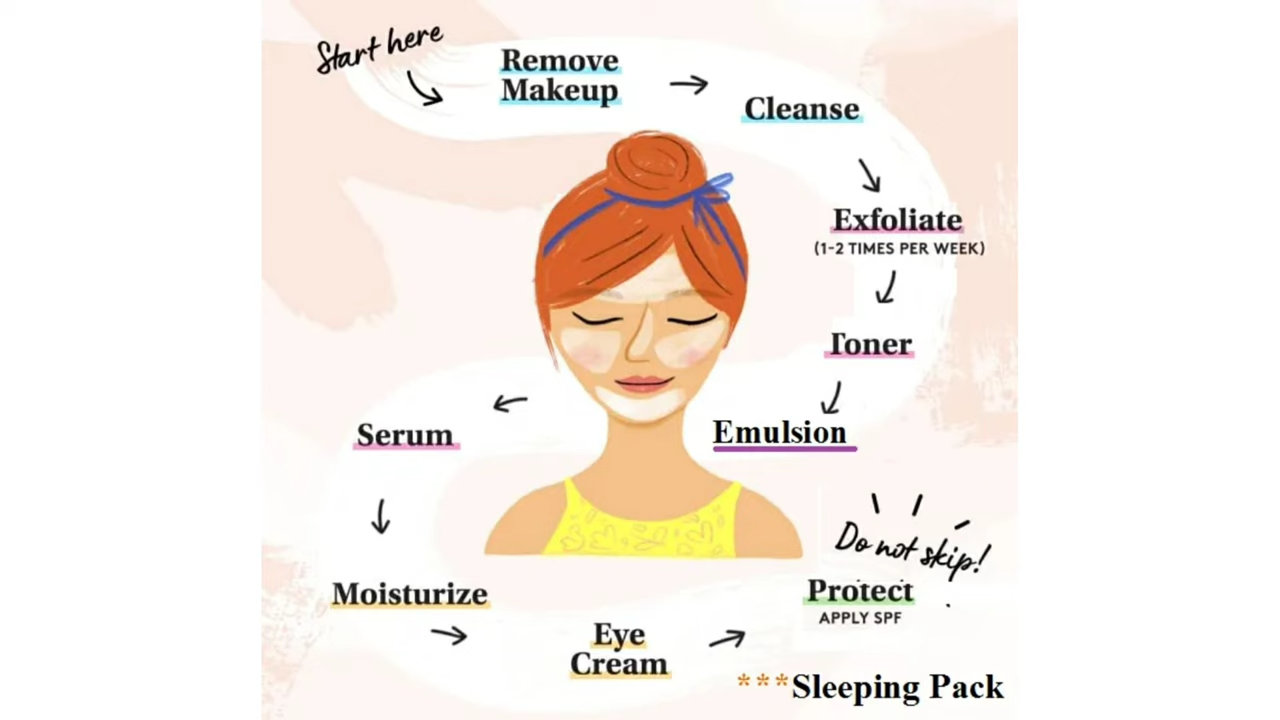 Start here
Remove
Makeup
Cleanse
Exfoliate
(1-2 TIMES PER WEEK)
Toner
Emulsion
Serum
Moisturize
Eye
Cream
Do not skip!
Protect
APPLY SPF
***Sleeping Pack